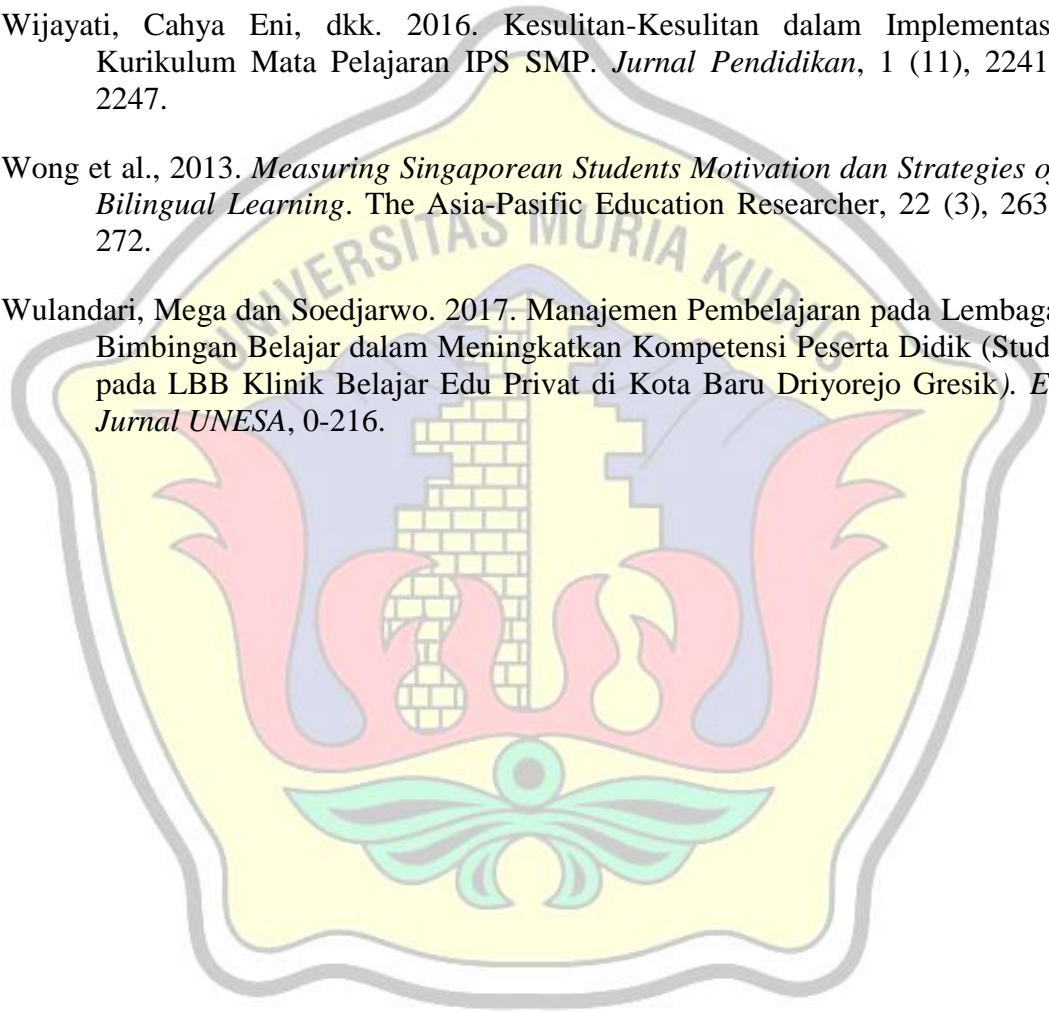 Wijayati, Cahya Eni, dkk. 2016. Kesulitan-Kesulitan dalam Implementas
Kurikulum Mata Pelajaran IPS SMP. Jurnal Pendidikan, 1 (11), 2241
2247.
Wong et al., 2013. Measuring Singaporean Students Motivation dan Strategies of
Bilingual Learning. The Asia-Pasific Education Researcher, 22 (3), 263
272.
UNIVERSITAS MURIA KUDUS
Wulandari, Mega dan Soedjarwo. 2017. Manajemen Pembelajaran pada Lembaga
Bimbingan Belajar dalam Meningkatkan Kompetensi Peserta Didik (Stud
pada LBB Klinik Belajar Edu Privat di Kota Baru Driyorejo Gresik). E
Jurnal UNESA, 0-216.